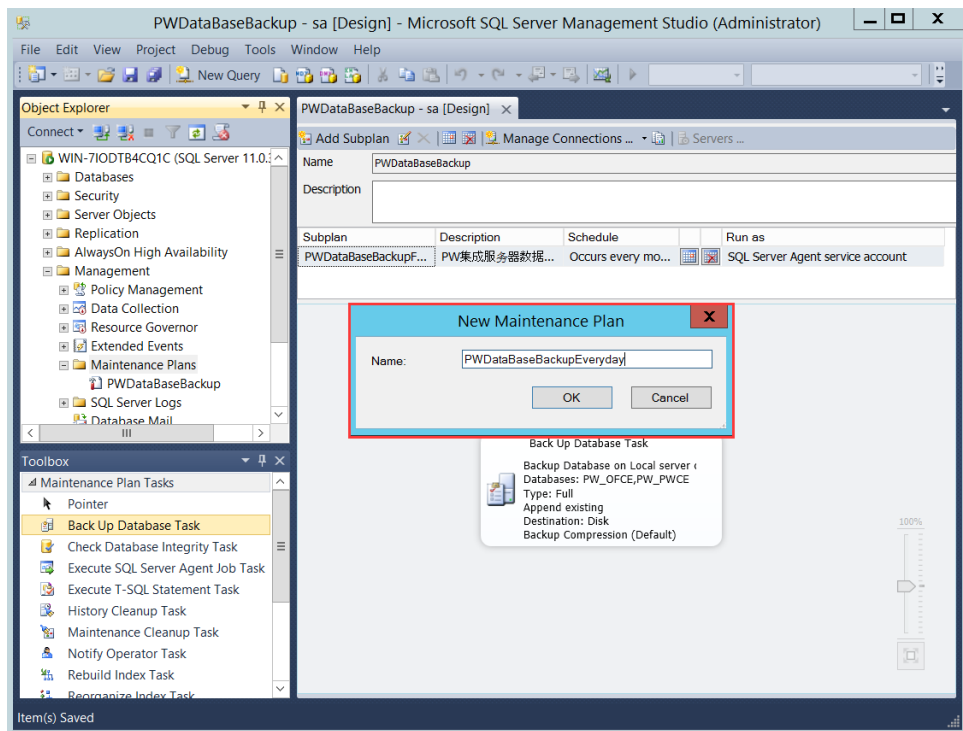 PWDataBaseBackup - sa [Design] - Microsoft SQL Server Management Studio (Administrator)
File Edit View Project Debug Tools Window Help
New Query
Object Explorer
Connect
WIN-7IODTB4CQ1C (SQL Server 11.0.
Databases
Security
Server Objects
Replication
AlwaysOn High Availability
Management
Policy Management
Data Collection
Resource Governor
Extended Events
Maintenance Plans
PWDataBaseBackup
SQL Server Logs
Database Mail
Toolbox
Maintenance Plan Tasks
Pointer
Back Up Database Task
Check Database Integrity Task
Execute SQL Server Agent Job Task
Execute T-SQL Statement Task
History Cleanup Task
Maintenance Cleanup Task
Notify Operator Task
Rebuild Index Task
Reorganize Index Task
PWDataBaseBackup - sa [Design]
Add Subplan Manage Connections ... Servers ...
Name PWDataBaseBackup
Description
Subplan Description Schedule Run as
PWDataBaseBackupF... PW集成服务器数据... Occurs every mo... SQL Server Agent service account
New Maintenance Plan
Name: PWDataBaseBackupEveryday
OK Cancel
Back Up Database Task
Backup Database on Local server
Databases: PW_OFCE,PW_PWCE
Type: Full
Append existing
Destination: Disk
Backup Compression (Default)
100%
Item(s) Saved